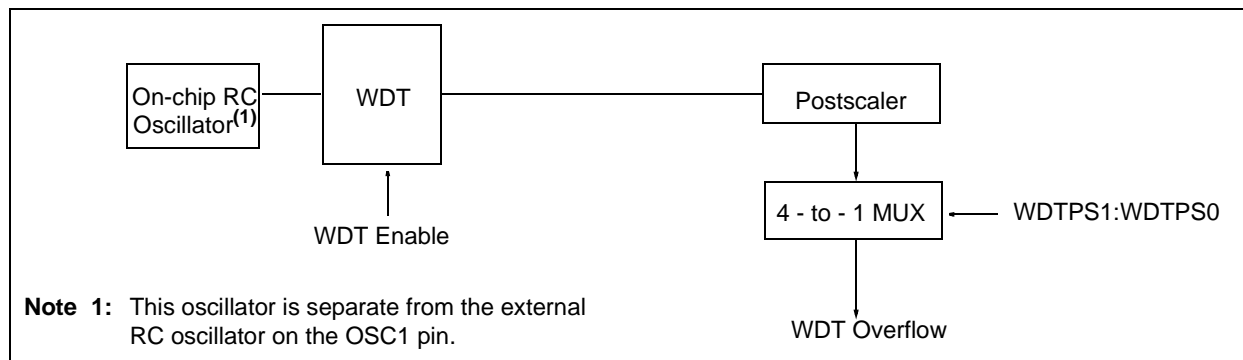 On-chip RC
Oscillator(1)
WDT
Postscaler
4 - to - 1 MUX
WDTPS1:WDTPS0
WDT Enable
WDT Overflow
Note 1: This oscillator is separate from the external
RC oscillator on the OSC1 pin.